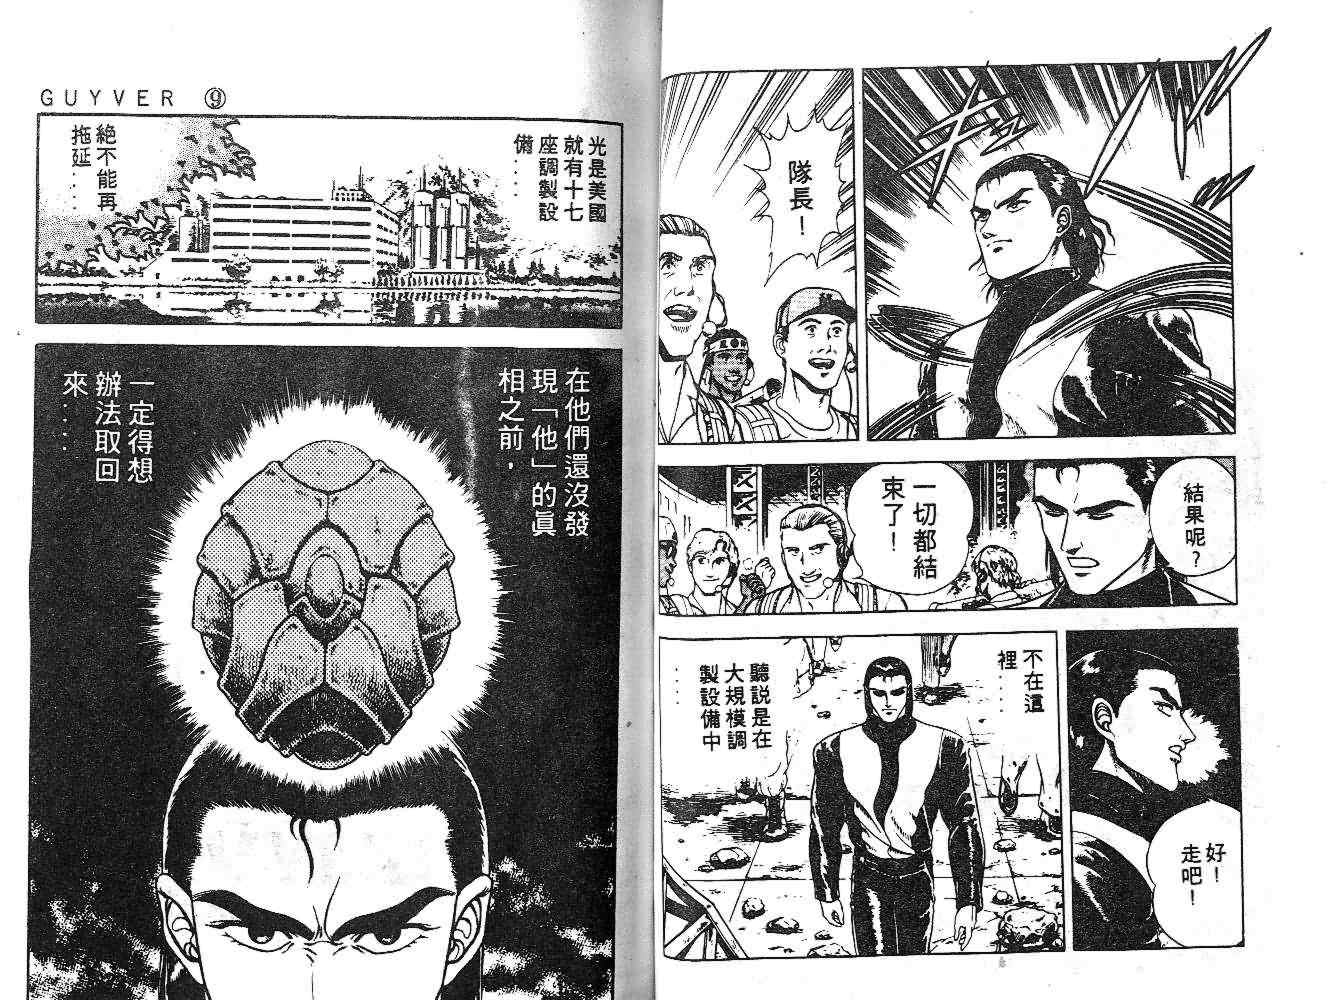 隊長！
結果呢？
一切都結
束了！
好！
走吧！
不在這
裡……
聽説是在
大規模調
製設備中
……
GUYVER ⑨
光是美國
就有十七
座調製設
備……
絶不能再
拖延……
在他們還沒發
現「他」的眞
相之前，
一定得想
辦法取回
來……